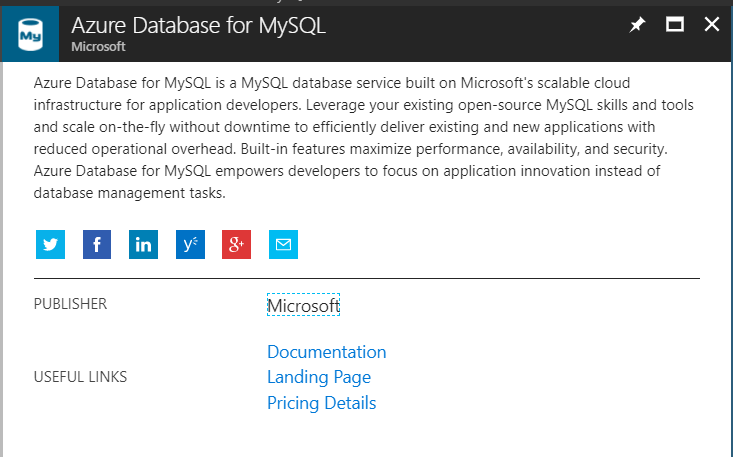 My
Azure Database for MySQL
Microsoft
Azure Database for MySQL is a MySQL database service built on Microsoft's scalable cloud
infrastructure for application developers. Leverage your existing open-source MySQL skills and tools
and scale on-the-fly without downtime to efficiently deliver existing and new applications with
reduced operational overhead. Built-in features maximize performance, availability, and security.
Azure Database for MySQL empowers developers to focus on application innovation instead of
database management tasks.
f in y g+
PUBLISHER Microsoft
Documentation
USEFUL LINKS Landing Page
Pricing Details